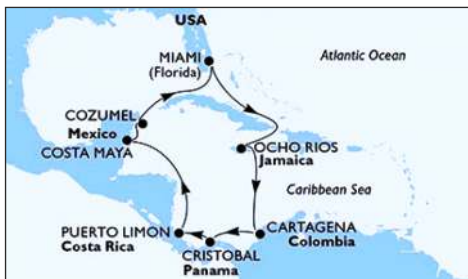 USA
Atlantic Ocean
MIAMI
(Florida)
COZUMEL
Mexico
COSTA MAYA
OCHO RIOS
Jamaica
Caribbean Sea
PUERTO LIMON
Costa Rica
CARTAGENA
Colombia
CRISTOBAL
Panama